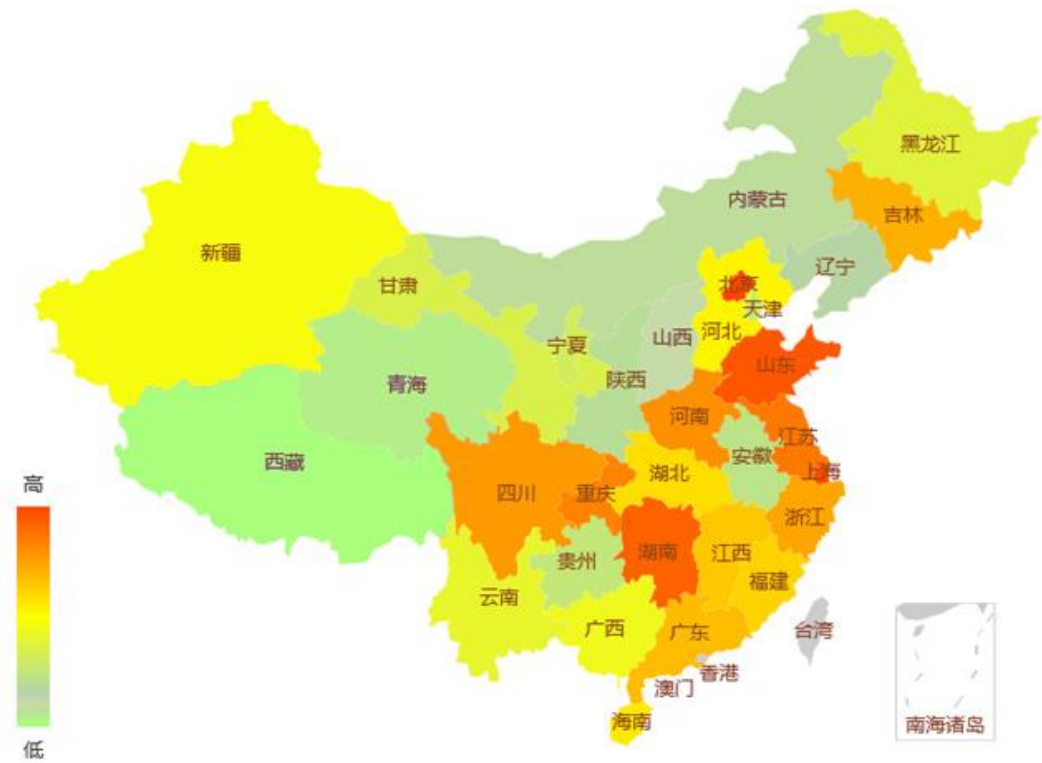 黑龙江
内蒙古
吉林
新疆
辽宁
甘肃
北京
天津
宁夏
山西
河北
山东
青海
陕西
河南
江苏
西藏
安徽
湖北
上海
高
四川
重庆
浙江
湖南
江西
贵州
福建
云南
广西
广东
台湾
香港
澳门
海南
南海诸岛
低